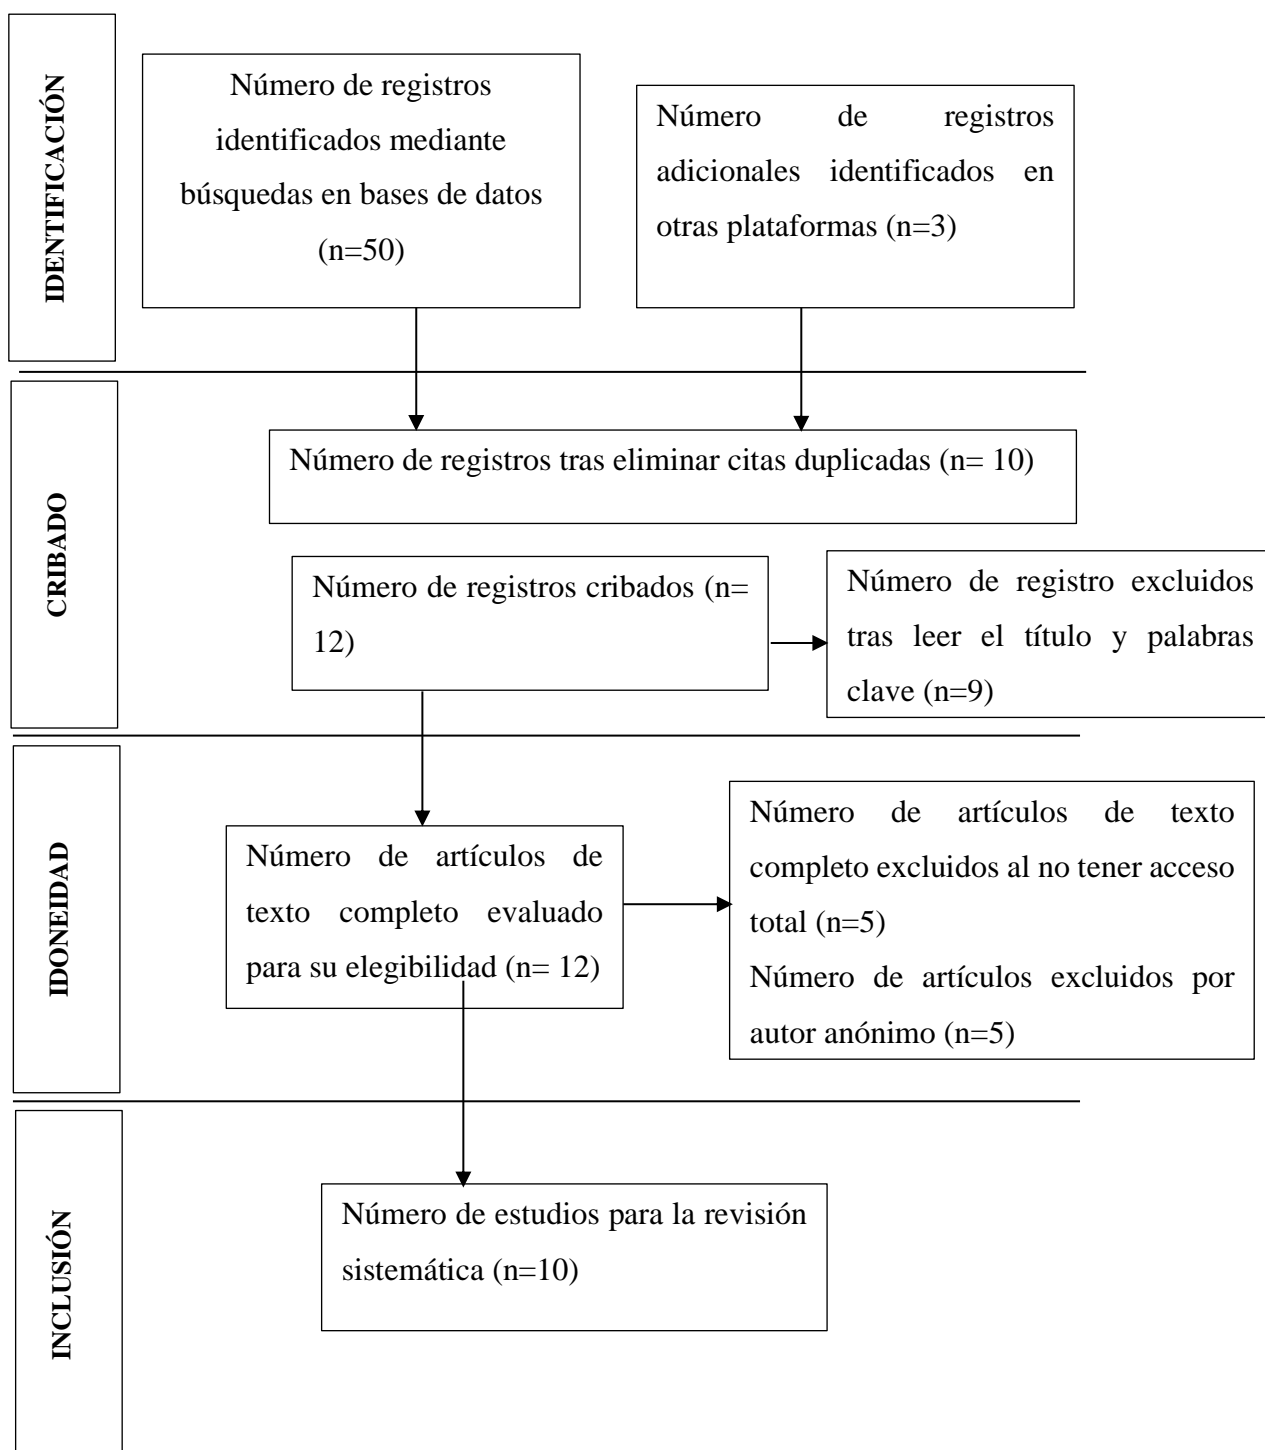 IDENTIFICACIÓN
Número de registros
identificados mediante
búsquedas en bases de datos
(n=50)
Número de registros
adicionales identificados en
otras plataformas (n=3)
CRIBADO
Número de registros tras eliminar citas duplicadas (n= 10)
Número de registros cribados (n=
12)
Número de registro excluidos
tras leer el título y palabras
clave (n=9)
IDONEIDAD
Número de artículos de
texto completo evaluado
para su elegibilidad (n= 12)
Número de artículos de texto
completo excluidos al no tener acceso
total (n=5)
Número de artículos excluidos por
autor anónimo (n=5)
INCLUSIÓN
Número de estudios para la revisión
sistemática (n=10)